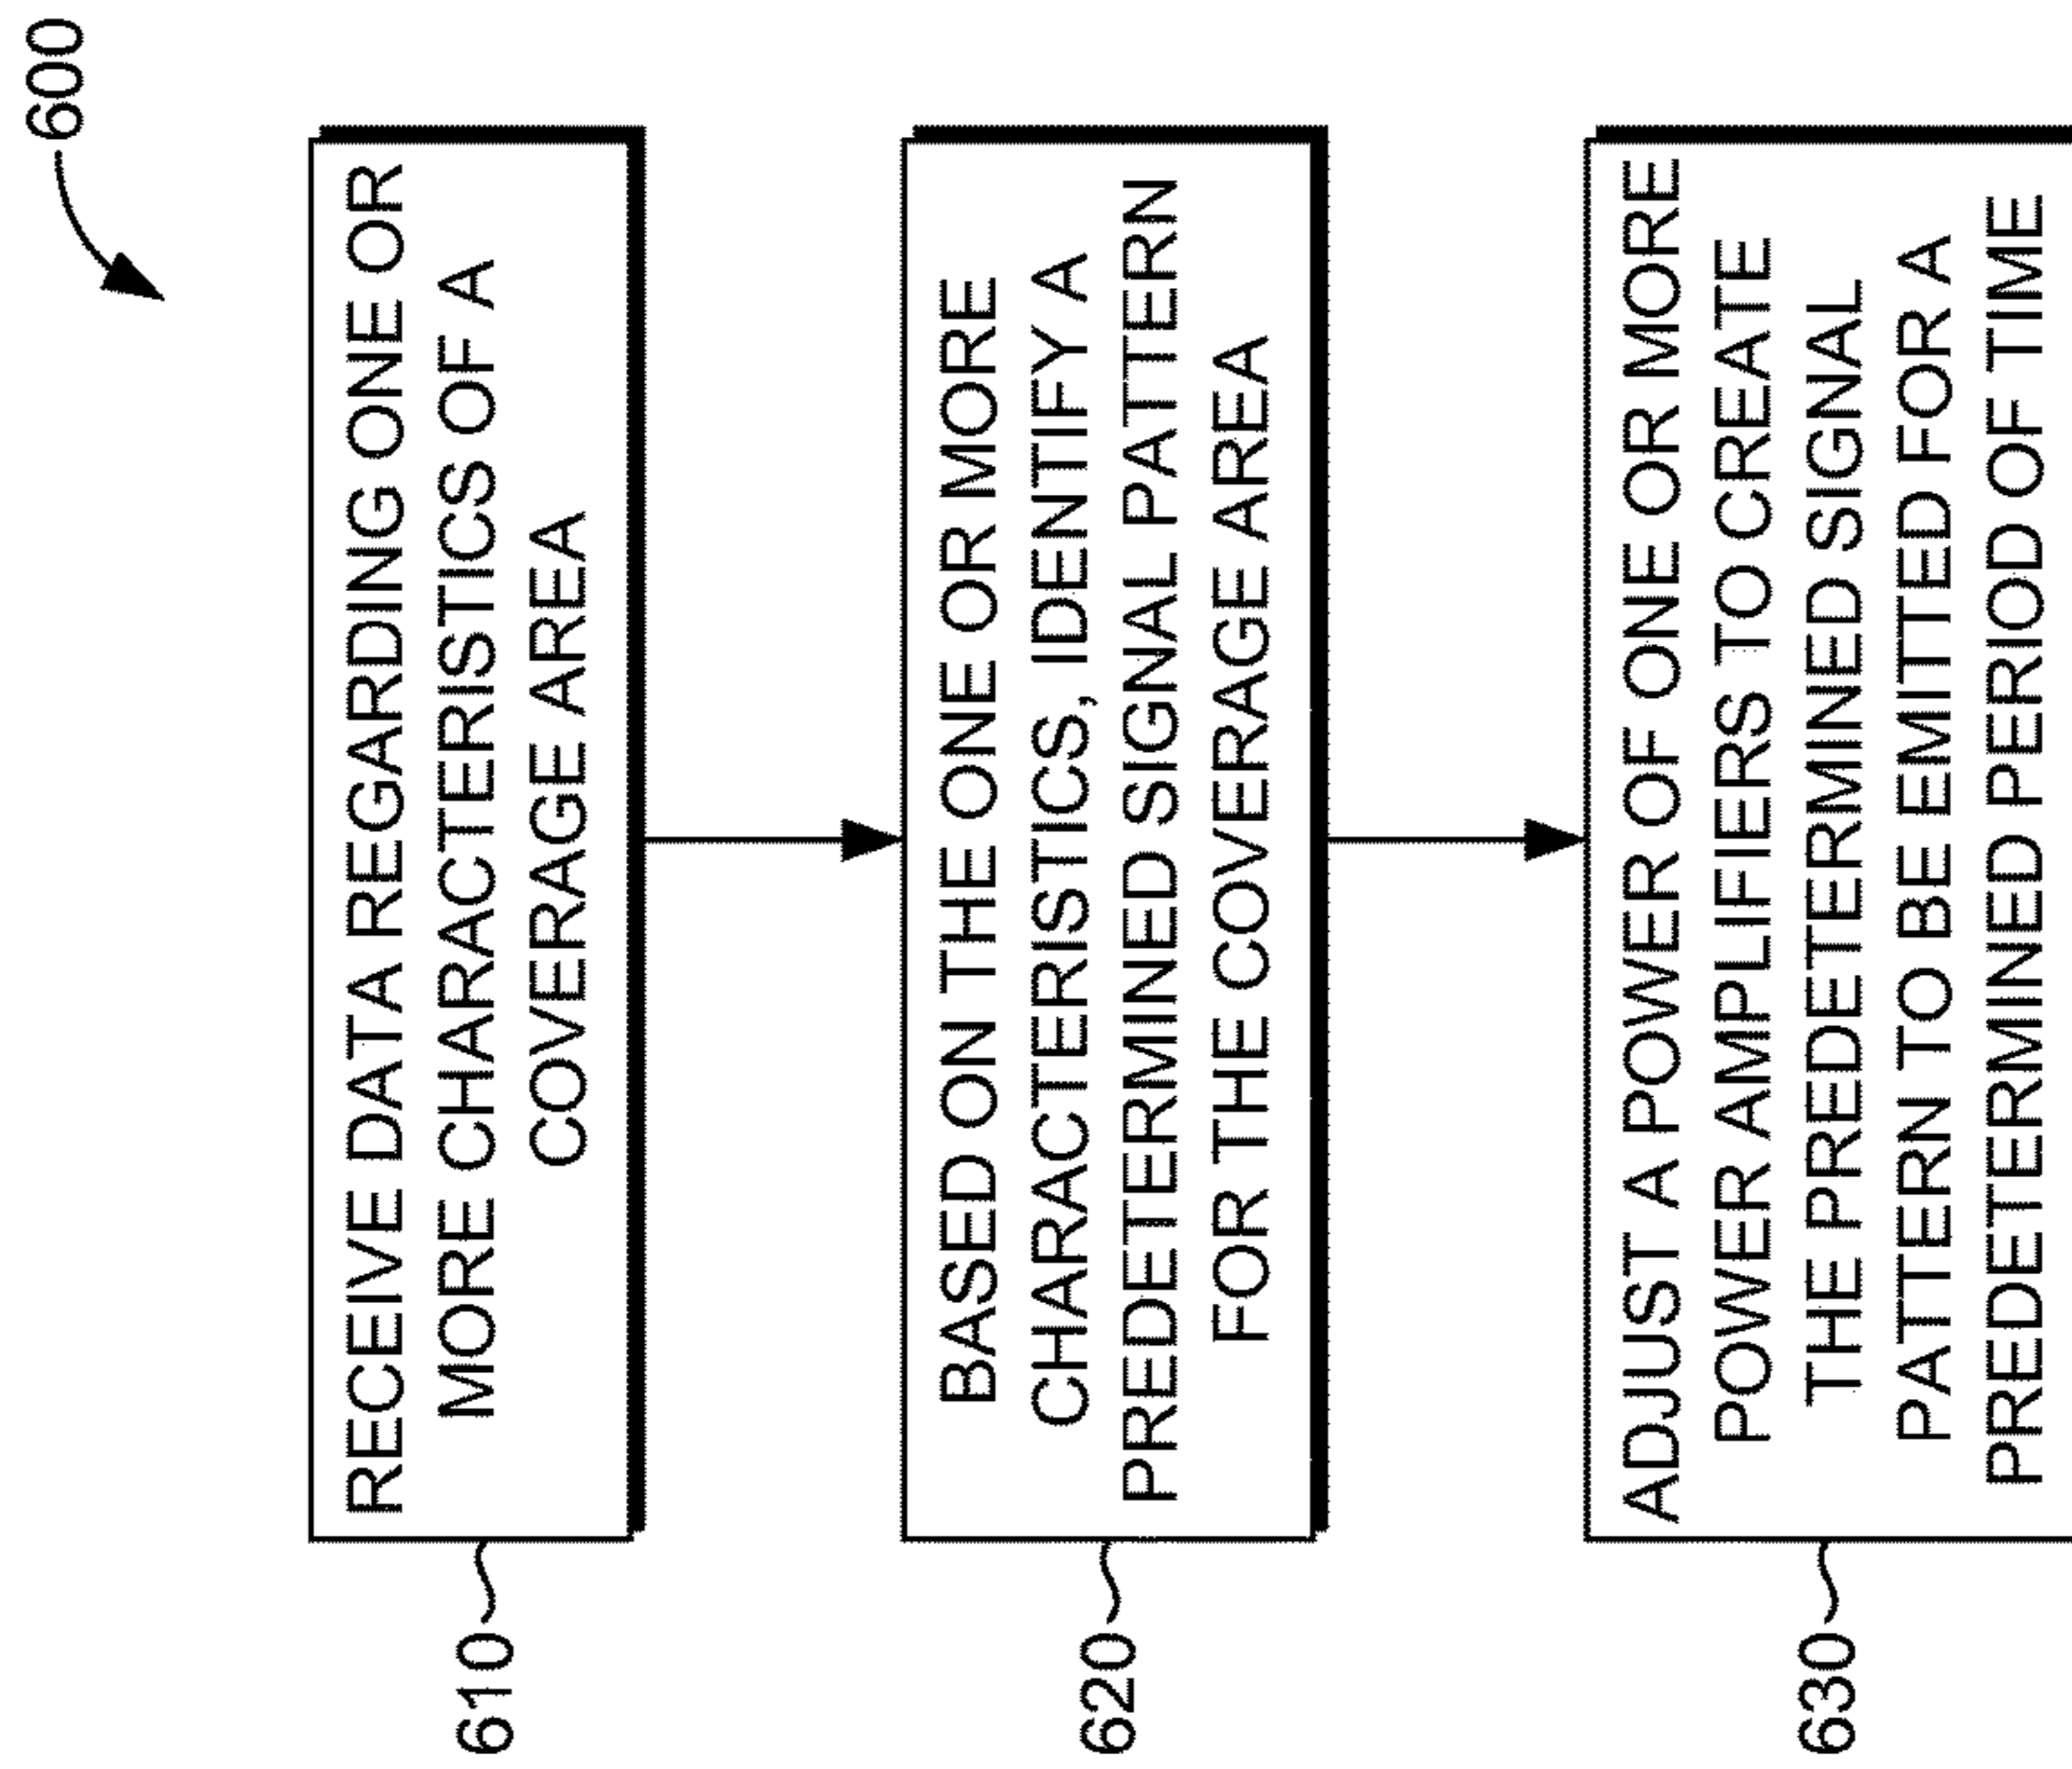 600
610
RECEIVE DATA REGARDING ONE OR
MORE CHARACTERISTICS OF A
COVERAGE AREA
620
BASED ON THE ONE OR MORE
CHARACTERISTICS, IDENTIFY A
PREDETERMINED SIGNAL PATTERN
FOR THE COVERAGE AREA
630
ADJUST A POWER OF ONE OR MORE
POWER AMPLIFIERS TO CREATE
THE PREDETERMINED SIGNAL
PATTERN TO BE EMITTED FOR A
PREDETERMINED PERIOD OF TIME